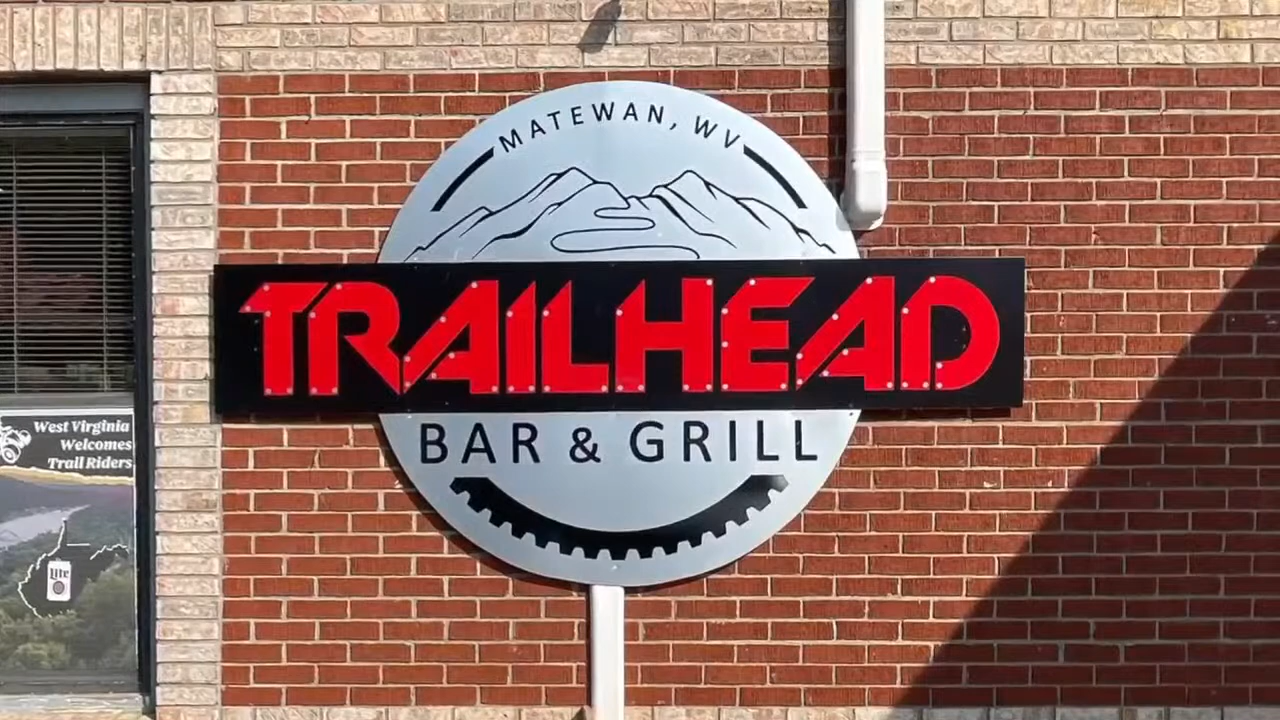 MATEWAN, WV
TRAILHEAD
BAR & GRILL
West Virginia
Welcomes
Trail Riders
Lite